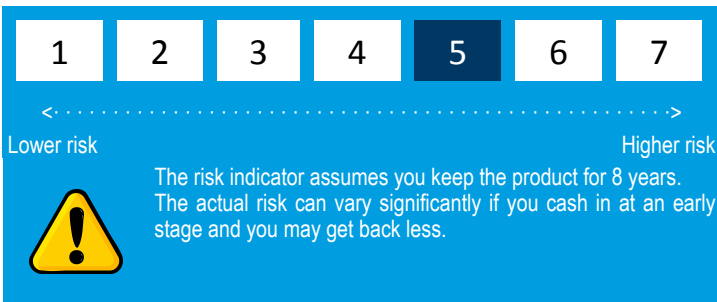 1 2 3 4 5 6 7
Lower risk Higher risk
The risk indicator assumes you keep the product for 8 years.
The actual risk can vary significantly if you cash in at an early
stage and you may get back less.